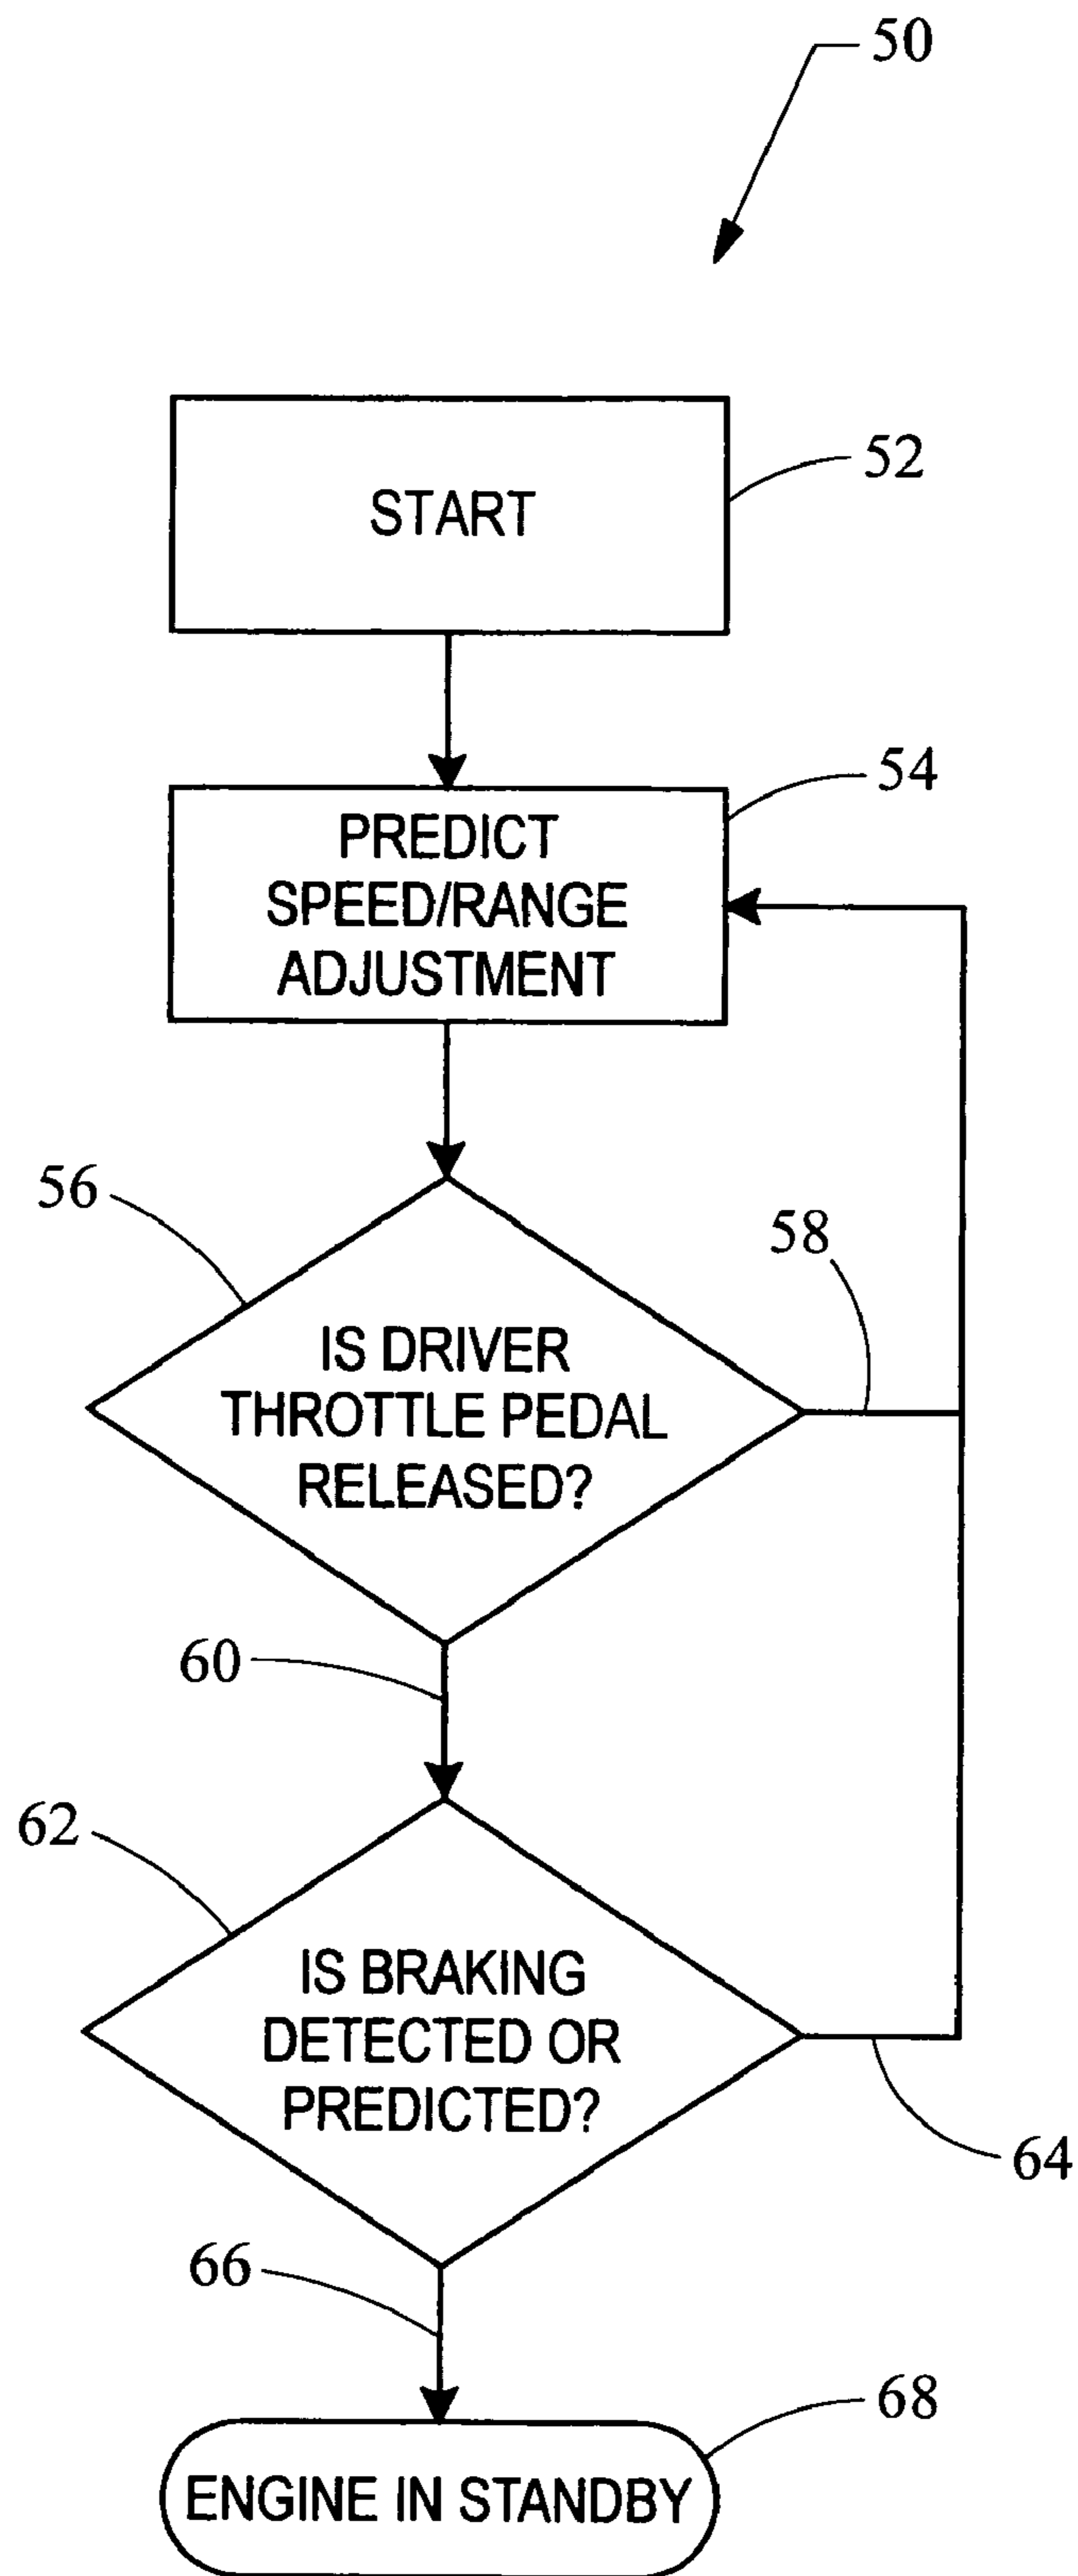 50
START
52
54
PREDICT
SPEED/RANGE
ADJUSTMENT
56
58
IS DRIVER
THROTTLE PEDAL
RELEASED?
60
62
IS BRAKING
DETECTED OR
PREDICTED?
64
66
68
ENGINE IN STANDBY